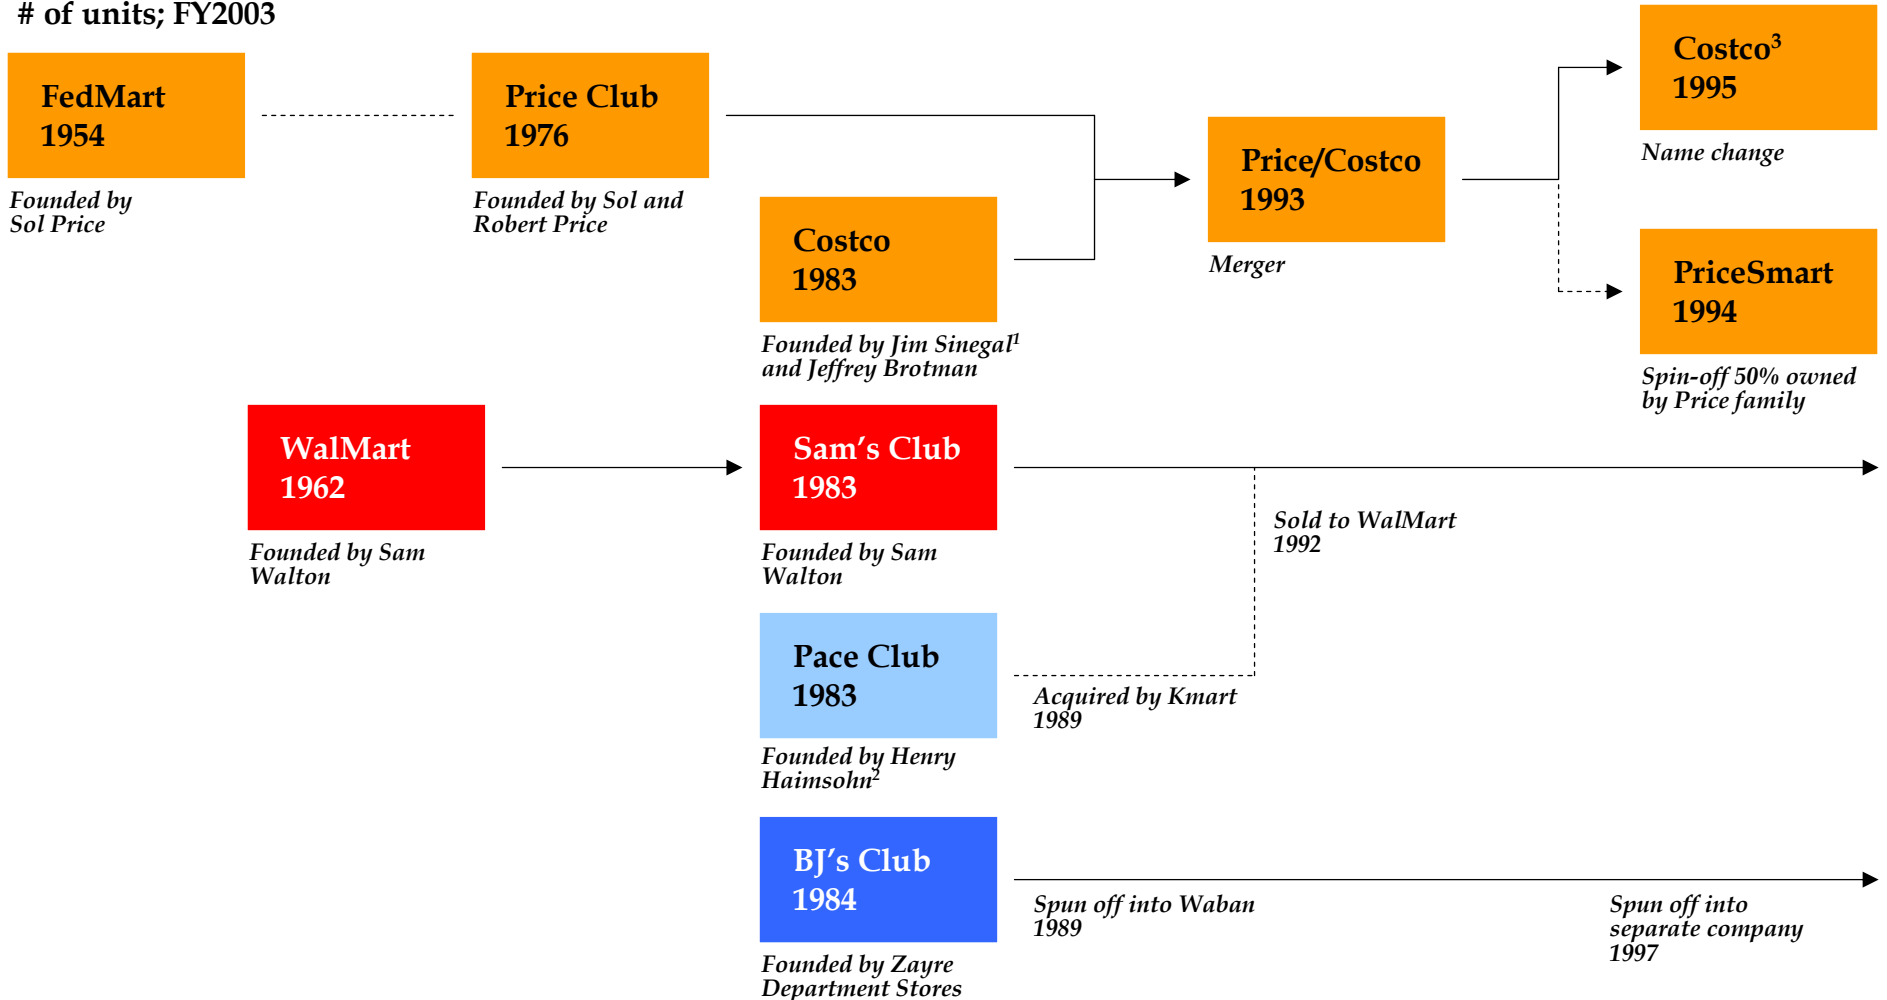 # of units; FY2003
FedMart
1954
Founded by
Sol Price
Price Club
1976
Founded by Sol and
Robert Price
Costco
1983
Founded by Jim Sinegal¹
and Jeffrey Brotman
Price/Costco
1993
Merger
Costco³
1995
Name change
PriceSmart
1994
Spin-off 50% owned
by Price family
WalMart
1962
Founded by Sam
Walton
Sam’s Club
1983
Founded by Sam
Walton
Sold to WalMart
1992
Pace Club
1983
Founded by Henry
Haimsohn²
Acquired by Kmart
1989
BJ’s Club
1984
Founded by Zayre
Department Stores
Spun off into Waban
1989
Spun off into
separate company
1997